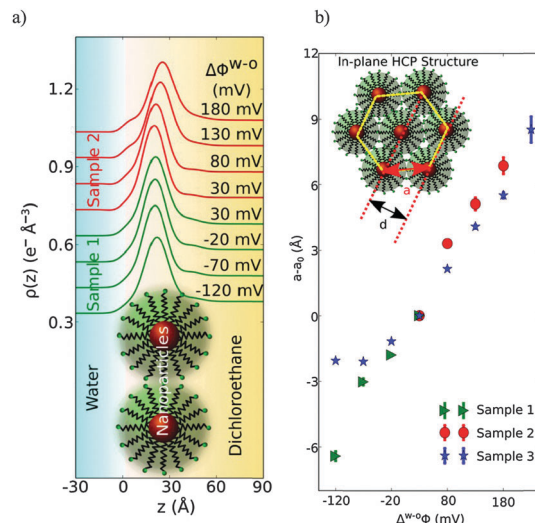 a)
ΔΦʷ⁻ᵒ
(mV)
180 mV
130 mV
80 mV
30 mV
30 mV
-20 mV
-70 mV
-120 mV
Sample 2
Sample 1
Water
Nanoparticles
Dichloroethane
ρ(z) (e⁻ Å⁻³)
1.2
0.9
0.6
0.3
-30
0
30
60
90
z (Å)
b)
In-plane HCP Structure
a
d
a-a₀ (Å)
12
9
6
3
0
-3
-6
Sample 1
Sample 2
Sample 3
-120
-20
80
180
Δʷ⁻ᵒΦ (mV)